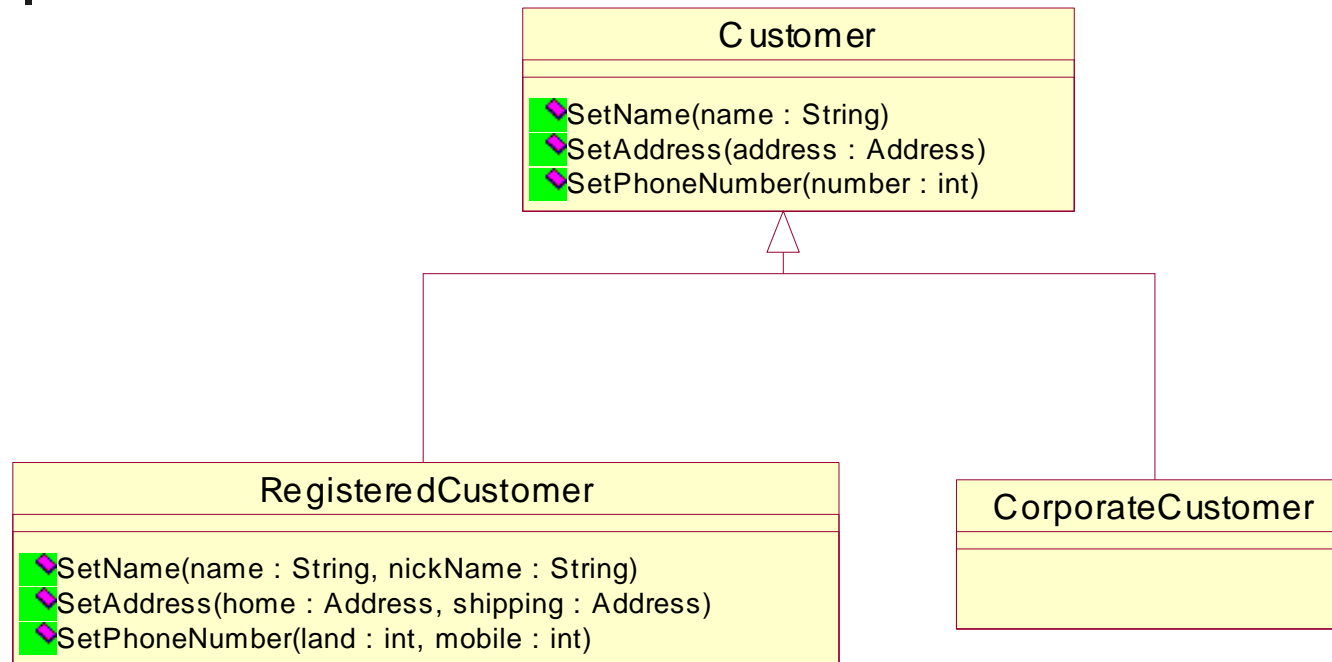 Customer
SetName(name : String)
SetAddress(address : Address)
SetPhoneNumber(number : int)
RegisteredCustomer
SetName(name : String, nickName : String)
SetAddress(home : Address, shipping : Address)
SetPhoneNumber(land : int, mobile : int)
CorporateCustomer